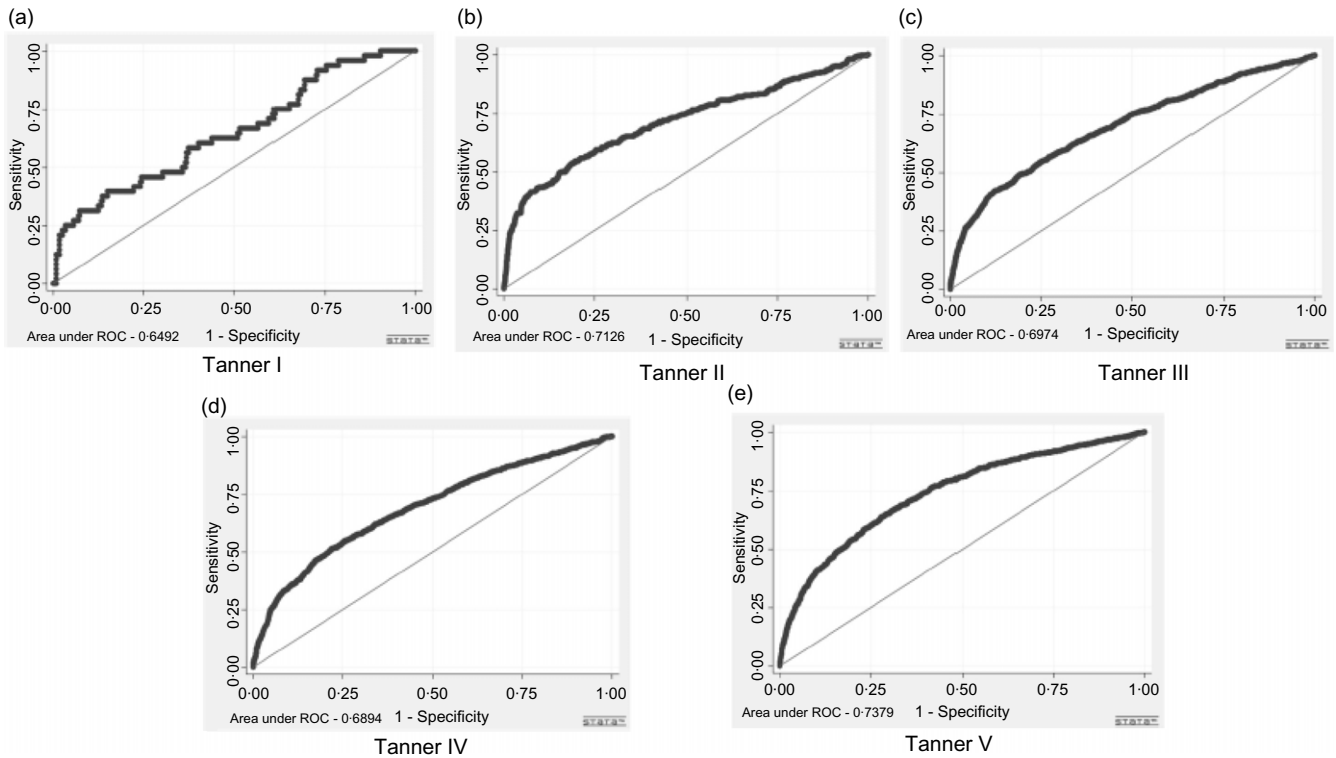 (a)
Sensitivity
1·00
0·75
0·50
0·25
0·00
0·00 0·25 0·50 0·75 1·00
Area under ROC - 0·6492 1 - Specificity
STATA™
Tanner I
(b)
Sensitivity
1·00
0·75
0·50
0·25
0·00
0·00 0·25 0·50 0·75 1·00
Area under ROC - 0·7126 1 - Specificity
STATA™
Tanner II
(c)
Sensitivity
1·00
0·75
0·50
0·25
0·00
0·00 0·25 0·50 0·75 1·00
Area under ROC - 0·6974 1 - Specificity
STATA™
Tanner III
(d)
Sensitivity
1·00
0·75
0·50
0·25
0·00
0·00 0·25 0·50 0·75 1·00
Area under ROC - 0·6894 1 - Specificity
STATA™
Tanner IV
(e)
Sensitivity
1·00
0·75
0·50
0·25
0·00
0·00 0·25 0·50 0·75 1·00
Area under ROC - 0·7379 1 - Specificity
STATA™
Tanner V